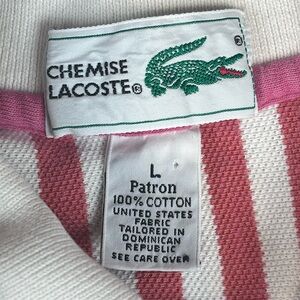 CHEMISE
LACOSTE®
L
Patron
100% COTTON
UNITED STATES
FABRIC
TAILORED IN
DOMINICAN
REPUBLIC
SEE CARE OVER